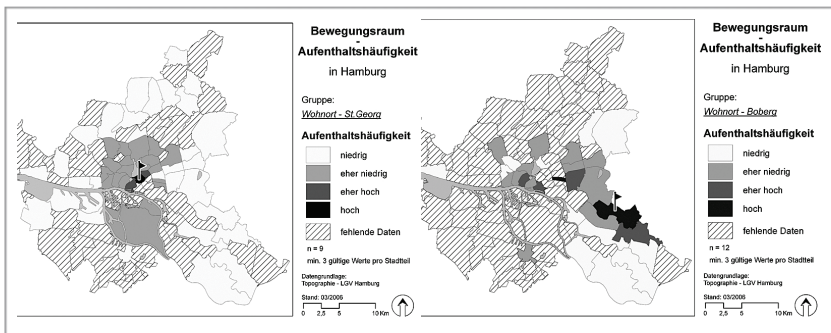 Bewegungsraum
-
Aufenthaltshäufigkeit
in Hamburg
Gruppe:
Wohnort - St.Georg
Aufenthaltshäufigkeit
niedrig
eher niedrig
eher hoch
hoch
fehlende Daten
n = 9
min. 3 gültige Werte pro Stadtteil
Datengrundlage:
Topographie - LGV Hamburg
Stand: 03/2006
0 2,5 5 10 Km
Bewegungsraum
-
Aufenthaltshäufigkeit
in Hamburg
Gruppe:
Wohnort - Boberg
Aufenthaltshäufigkeit
niedrig
eher niedrig
eher hoch
hoch
fehlende Daten
n = 12
min. 3 gültige Werte pro Stadtteil
Datengrundlage:
Topographie - LGV Hamburg
Stand: 03/2006
0 2,5 5 10 Km